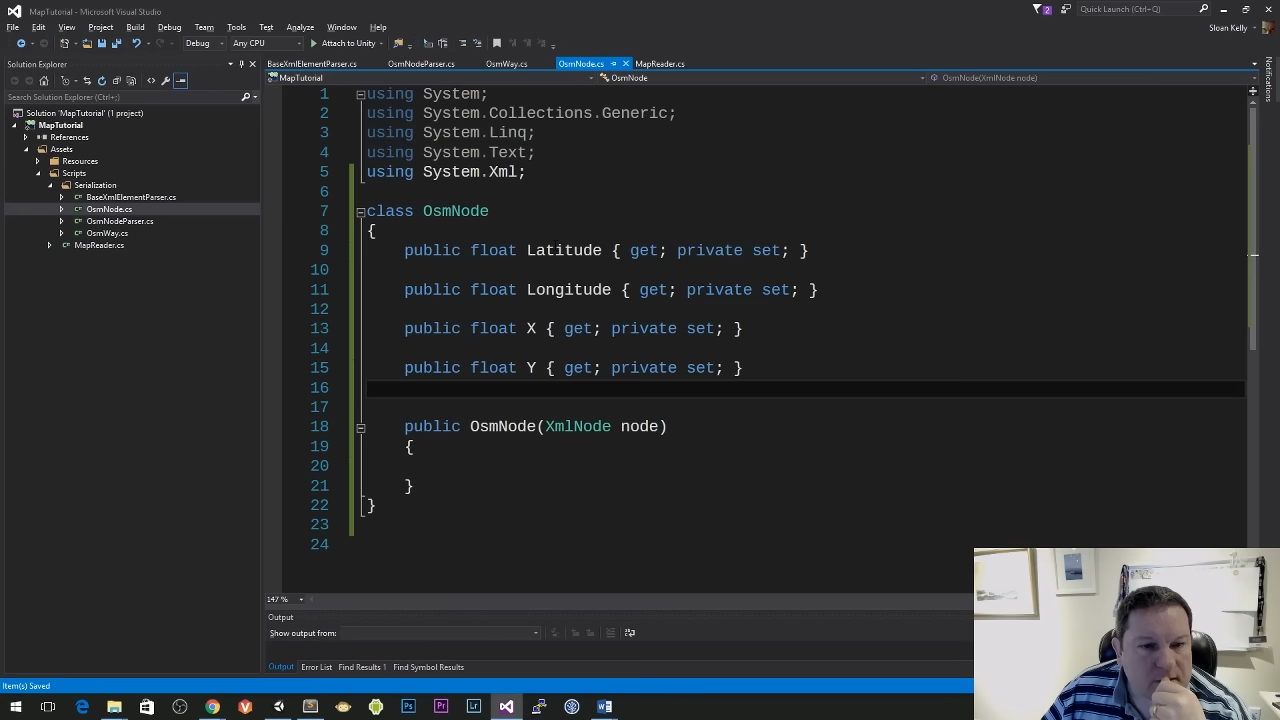 MapTutorial - Microsoft Visual Studio
2
Quick Launch (Ctrl+Q)
File Edit View Project Build Debug Team Tools Test Analyze Window Help
Sloan Kelly
Debug Any CPU Attach to Unity
Solution Explorer
Search Solution Explorer (Ctrl+;)
Solution 'MapTutorial' (1 project)
MapTutorial
References
Assets
Resources
Scripts
Serialization
BaseXmlElementParser.cs
OsmNode.cs
OsmNodeParser.cs
OsmWay.cs
MapReader.cs
BaseXmlElementParser.cs OsmNodeParser.cs OsmWay.cs OsmNode.cs MapReader.cs
MapTutorial OsmNode OsmNode(XmlNode node)
Notifications
1 using System;
2 using System.Collections.Generic;
3 using System.Linq;
4 using System.Text;
5 using System.Xml;
6
7 class OsmNode
8 {
9 public float Latitude { get; private set; }
10
11 public float Longitude { get; private set; }
12
13 public float X { get; private set; }
14
15 public float Y { get; private set; }
16
17
18 public OsmNode(XmlNode node)
19 {
20
21 }
22 }
23
24
147 %
Output
Show output from:
Output Error List Find Results 1 Find Symbol Results
Item(s) Saved